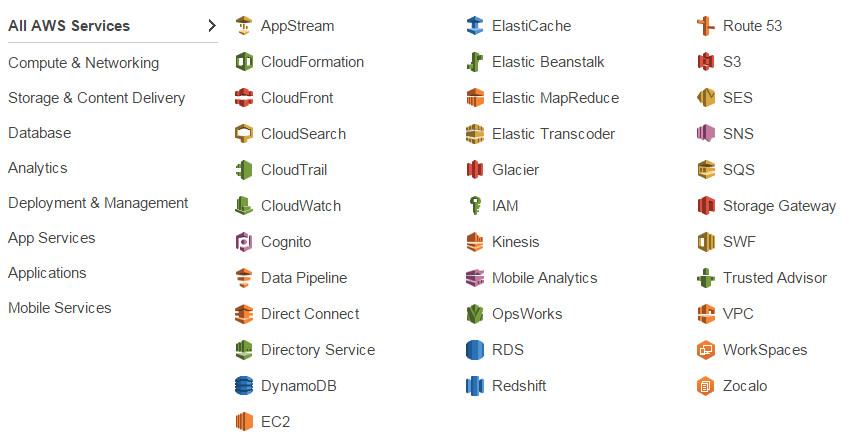 All AWS Services
Compute & Networking
Storage & Content Delivery
Database
Analytics
Deployment & Management
App Services
Applications
Mobile Services
AppStream
CloudFormation
CloudFront
CloudSearch
CloudTrail
CloudWatch
Cognito
Data Pipeline
Direct Connect
Directory Service
DynamoDB
EC2
ElastiCache
Elastic Beanstalk
Elastic MapReduce
Elastic Transcoder
Glacier
IAM
Kinesis
Mobile Analytics
OpsWorks
RDS
Redshift
Route 53
S3
SES
SNS
SQS
Storage Gateway
SWF
Trusted Advisor
VPC
WorkSpaces
Zocalo